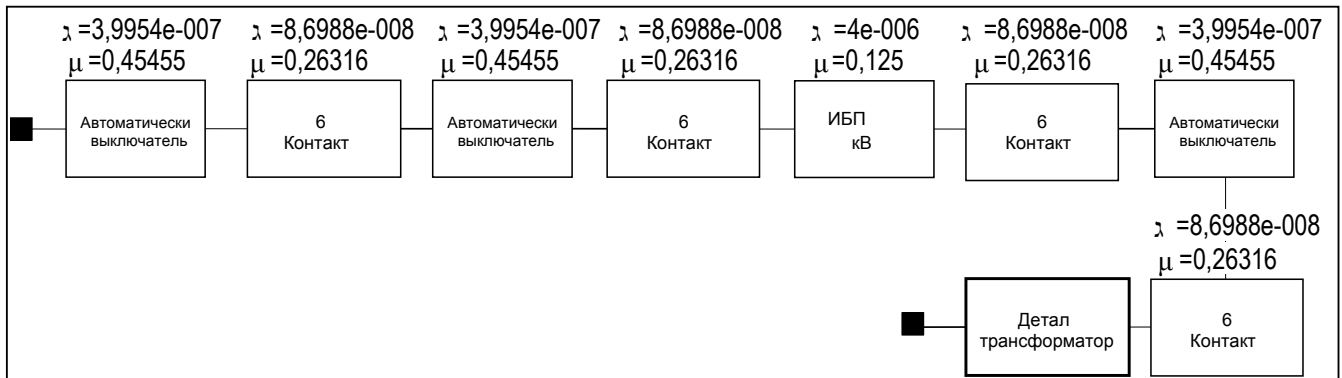 λ =3,9954e-007
μ =0,45455
Автоматически
выключатель
λ =8,6988e-008
μ =0,26316
6
Контакт
λ =3,9954e-007
μ =0,45455
Автоматически
выключатель
λ =8,6988e-008
μ =0,26316
6
Контакт
λ =4e-006
μ =0,125
ИБП
кВ
λ =8,6988e-008
μ =0,26316
6
Контакт
λ =3,9954e-007
μ =0,45455
Автоматически
выключатель
λ =8,6988e-008
μ =0,26316
6
Контакт
Детал
трансформатор